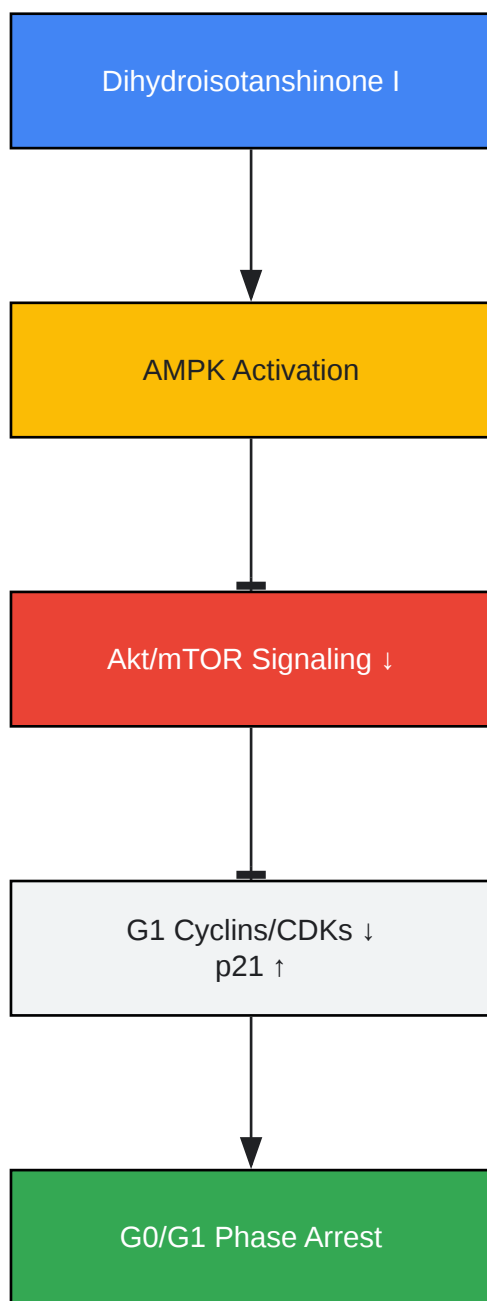 Dihydroisotanshinone I
AMPK Activation
Akt/mTOR Signaling ↓
G1 Cyclins/CDKs ↓
p21 ↑
G0/G1 Phase Arrest